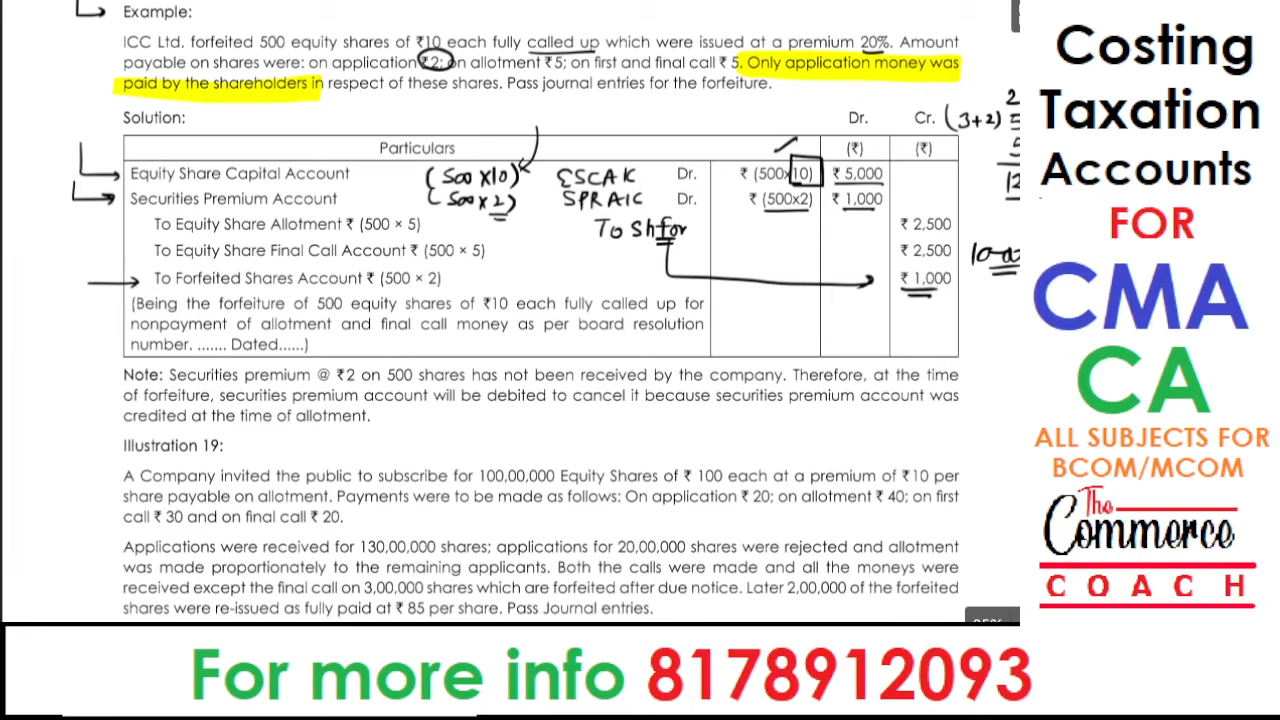 Example:
ICC Ltd. forfeited 500 equity shares of ₹10 each fully called up which were issued at a premium 20%. Amount
payable on shares were: on application ₹2; on allotment ₹5; on first and final call ₹ 5. Only application money was
paid by the shareholders in respect of these shares. Pass journal entries for the forfeiture.
Solution: Dr. Cr. (3+2)
Particulars (₹) (₹)
Equity Share Capital Account (500×10) ESCAK Dr. ₹ (500×10) ₹ 5,000
Securities Premium Account (500×2) SPRAIC Dr. ₹ (500×2) ₹ 1,000
To Equity Share Allotment ₹ (500 × 5) To Sh for ₹ 2,500
To Equity Share Final Call Account ₹ (500 × 5) ₹ 2,500
To Forfeited Shares Account ₹ (500 × 2) ₹ 1,000
(Being the forfeiture of 500 equity shares of ₹10 each fully called up for
nonpayment of allotment and final call money as per board resolution
number. ....... Dated......)
Note: Securities premium @ ₹2 on 500 shares has not been received by the company. Therefore, at the time
of forfeiture, securities premium account will be debited to cancel it because securities premium account was
credited at the time of allotment.
Illustration 19:
A Company invited the public to subscribe for 100,00,000 Equity Shares of ₹ 100 each at a premium of ₹10 per
share payable on allotment. Payments were to be made as follows: On application ₹ 20; on allotment ₹ 40; on first
call ₹ 30 and on final call ₹ 20.
Applications were received for 130,00,000 shares; applications for 20,00,000 shares were rejected and allotment
was made proportionately to the remaining applicants. Both the calls were made and all the moneys were
received except the final call on 3,00,000 shares which are forfeited after due notice. Later 2,00,000 of the forfeited
shares were re-issued as fully paid at ₹ 85 per share. Pass Journal entries.
Costing
Taxation
Accounts
FOR
CMA
CA
ALL SUBJECTS FOR
BCOM/MCOM
The
Commerce
COACH
For more info 8178912093